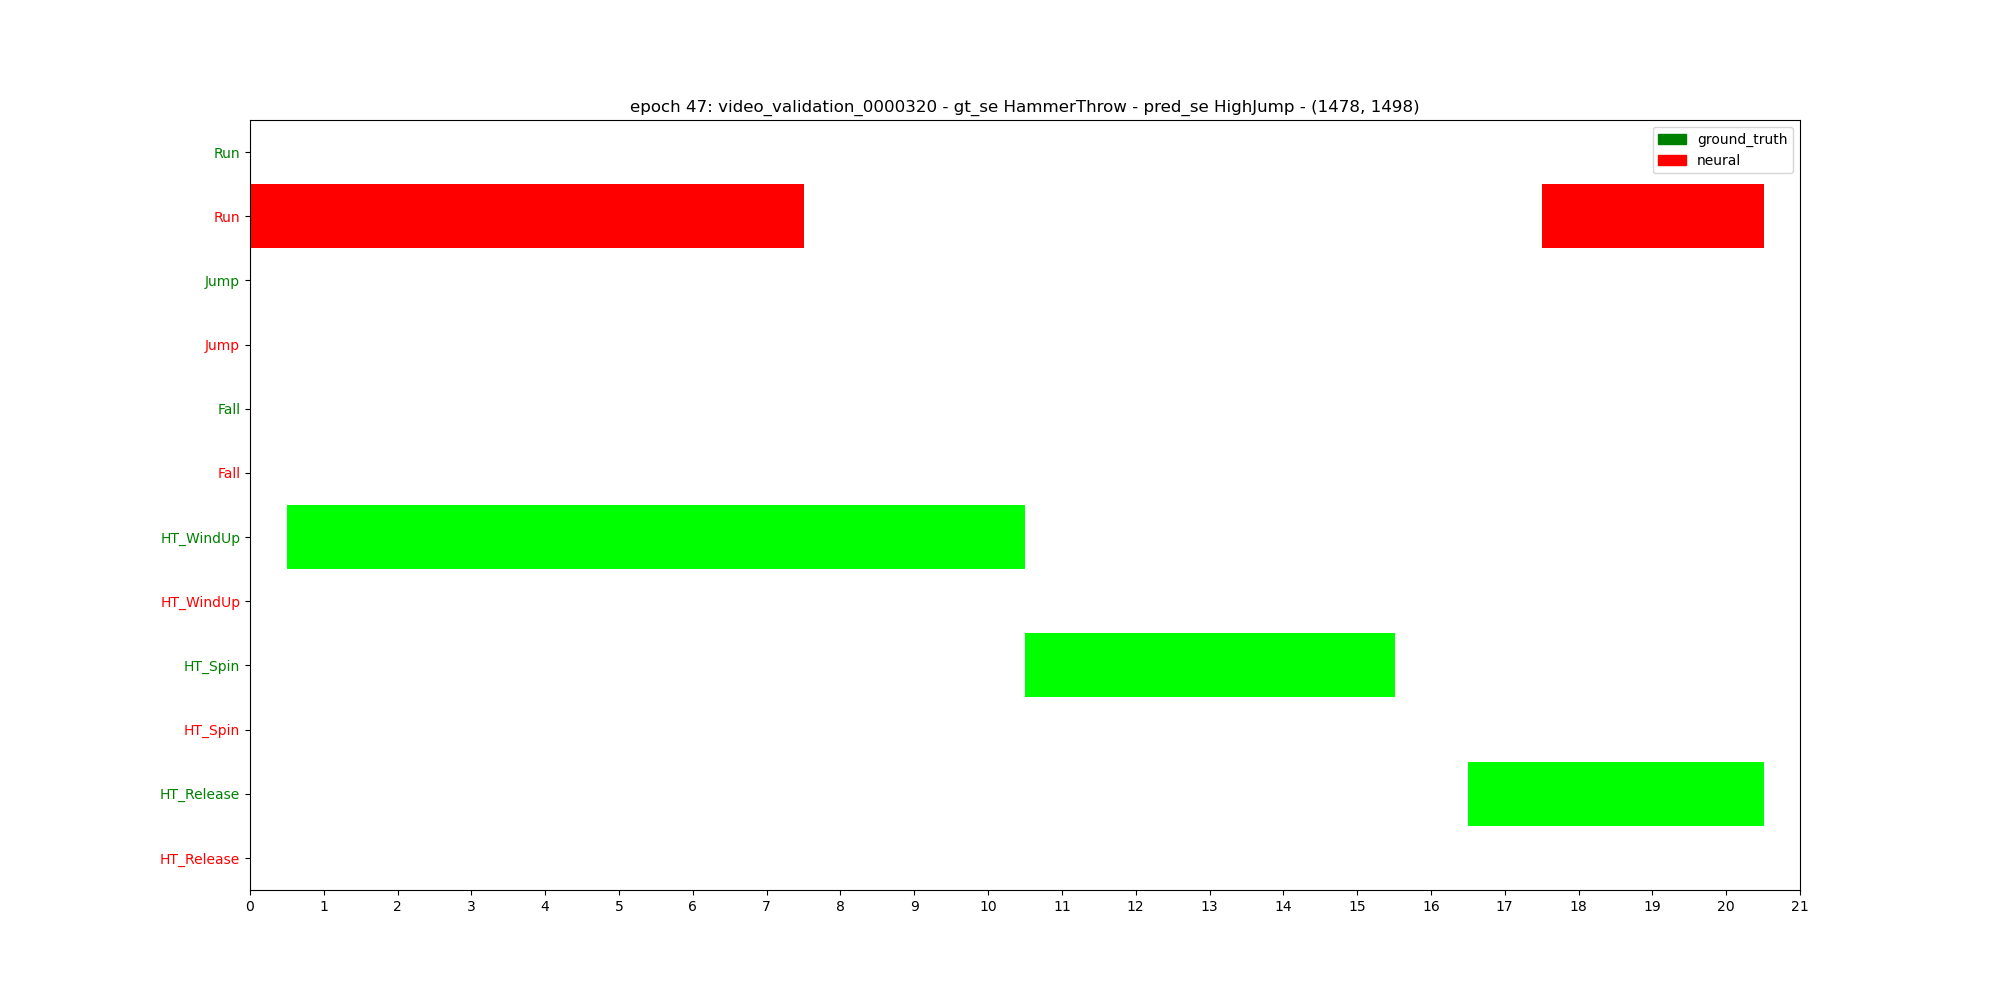 epoch 47: video_validation_0000320 - gt_se HammerThrow - pred_se HighJump - (1478, 1498)
ground_truth
neural
Run
Run
Jump
Jump
Fall
Fall
HT_WindUp
HT_WindUp
HT_Spin
HT_Spin
HT_Release
HT_Release
0 1 2 3 4 5 6 7 8 9 10 11 12 13 14 15 16 17 18 19 20 21